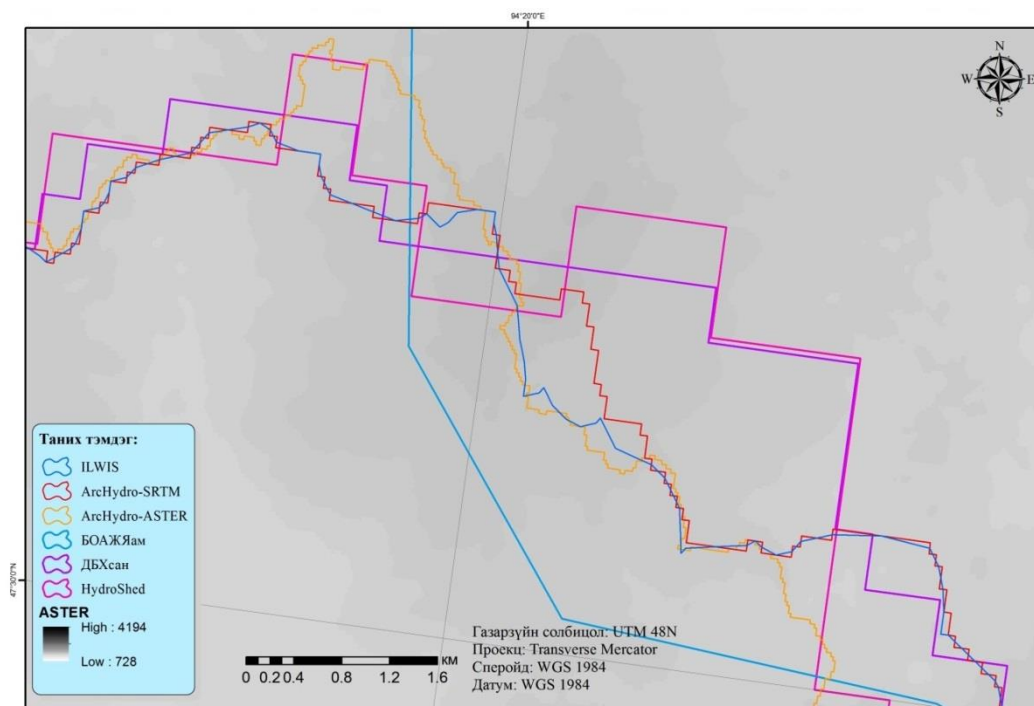 94°20'0"E
N
W E
S
47°30'0"N
Таних тэмдэг:
ILWIS
ArcHydro-SRTM
ArcHydro-ASTER
БОАЖЯам
ДБХсан
HydroShed
ASTER
High : 4194
Low : 728
КМ
0 0.2 0.4 0.8 1.2 1.6
Газарзүйн солбицол: UTM 48N
Проекц: Transverse Mercator
Сперойд: WGS 1984
Датум: WGS 1984